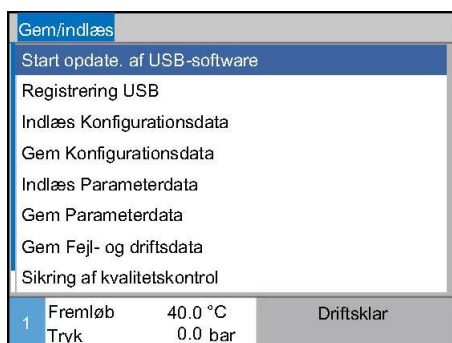 Gem/indlæs
Start opdate. af USB-software
Registrering USB
Indlæs Konfigurationsdata
Gem Konfigurationsdata
Indlæs Parameterdata
Gem Parameterdata
Gem Fejl- og driftsdata
Sikring af kvalitetskontrol
1 Fremløb 40.0 °C Driftsklar
Tryk 0.0 bar